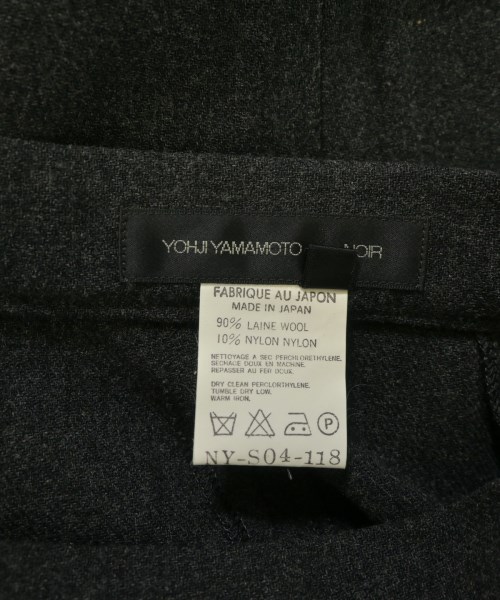 YOHJI YAMAMOTO NOIR
FABRIQUE AU JAPON
MADE IN JAPAN
90% LAINE WOOL
10% NYLON NYLON
NETTOYAGE A SEC PERCHLORETHYLENE.
SECHAGE DOUX EN MACHINE.
REPASSER AU FER DOUX.
DRY CLEAN PERCLORTHYLENE.
TUMBLE DRY LOW.
WARM IRON.
P
NY-S04-118